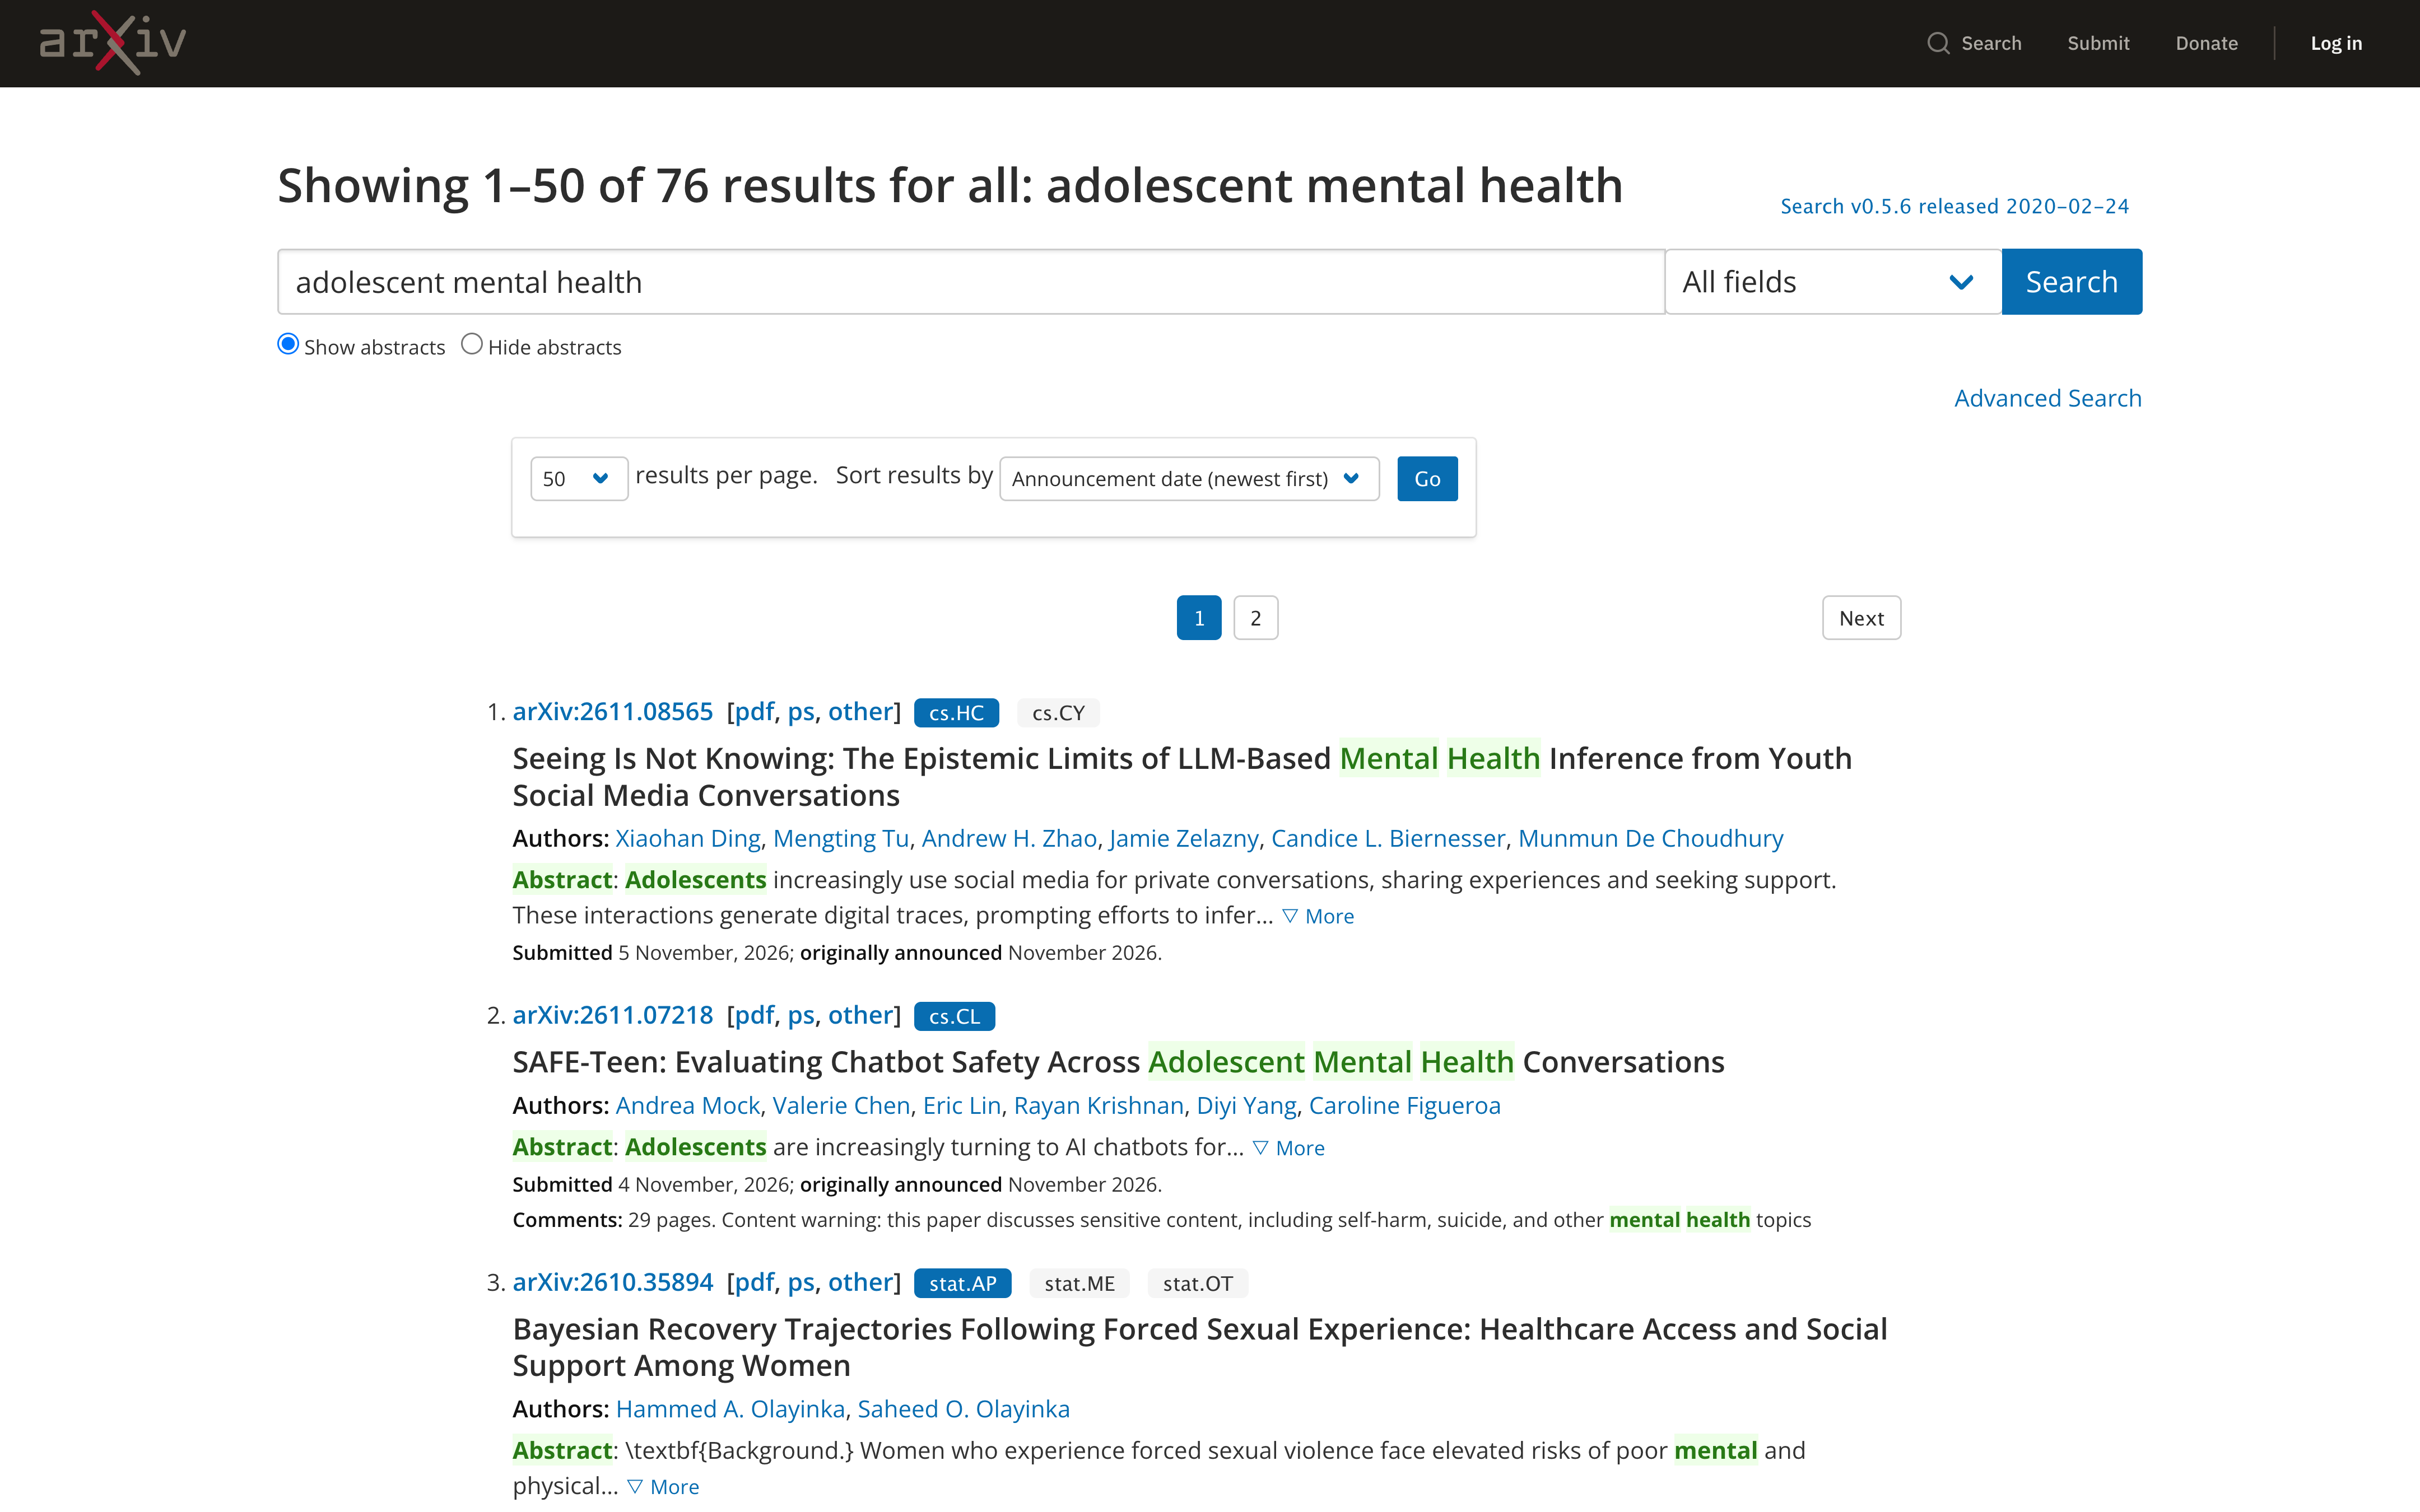 arXiv
Search Submit Donate Log in
Showing 1–50 of 76 results for all: adolescent mental health
Search v0.5.6 released 2020-02-24
adolescent mental health All fields Search
Show abstracts Hide abstracts
Advanced Search
50 results per page. Sort results by Announcement date (newest first) Go
1 2 Next
1. arXiv:2611.08565 [pdf, ps, other] cs.HC cs.CY
Seeing Is Not Knowing: The Epistemic Limits of LLM-Based Mental Health Inference from Youth
Social Media Conversations
Authors: Xiaohan Ding, Mengting Tu, Andrew H. Zhao, Jamie Zelazny, Candice L. Biernesser, Munmun De Choudhury
Abstract: Adolescents increasingly use social media for private conversations, sharing experiences and seeking support.
These interactions generate digital traces, prompting efforts to infer... ▽ More
Submitted 5 November, 2026; originally announced November 2026.
2. arXiv:2611.07218 [pdf, ps, other] cs.CL
SAFE-Teen: Evaluating Chatbot Safety Across Adolescent Mental Health Conversations
Authors: Andrea Mock, Valerie Chen, Eric Lin, Rayan Krishnan, Diyi Yang, Caroline Figueroa
Abstract: Adolescents are increasingly turning to AI chatbots for... ▽ More
Submitted 4 November, 2026; originally announced November 2026.
Comments: 29 pages. Content warning: this paper discusses sensitive content, including self-harm, suicide, and other mental health topics
3. arXiv:2610.35894 [pdf, ps, other] stat.AP stat.ME stat.OT
Bayesian Recovery Trajectories Following Forced Sexual Experience: Healthcare Access and Social
Support Among Women
Authors: Hammed A. Olayinka, Saheed O. Olayinka
Abstract: \textbf{Background.} Women who experience forced sexual violence face elevated risks of poor mental and
physical... ▽ More